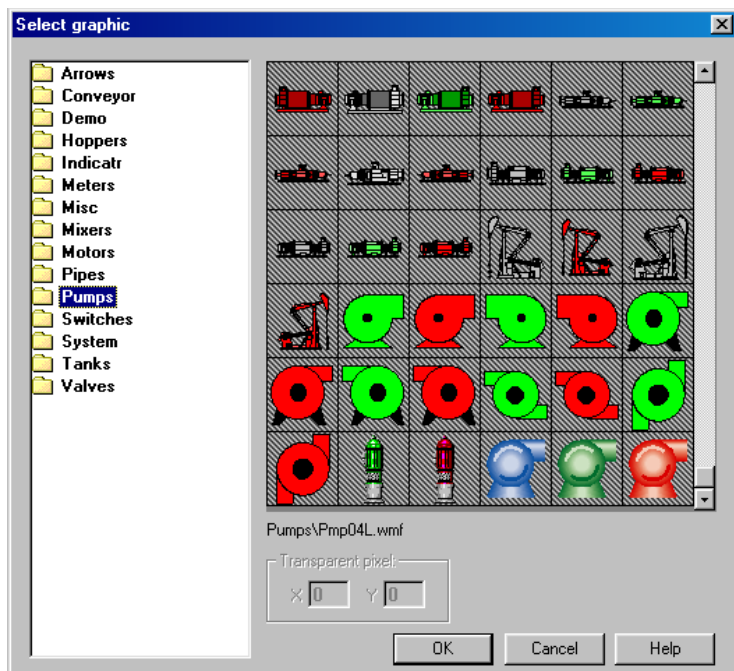 Select graphic
Arrows
Conveyor
Demo
Hoppers
Indicatr
Meters
Misc
Mixers
Motors
Pipes
Pumps
Switches
System
Tanks
Valves
Pumps\Pmp04L.wmf
Transparent pixel:
X 0 Y 0
OK Cancel Help